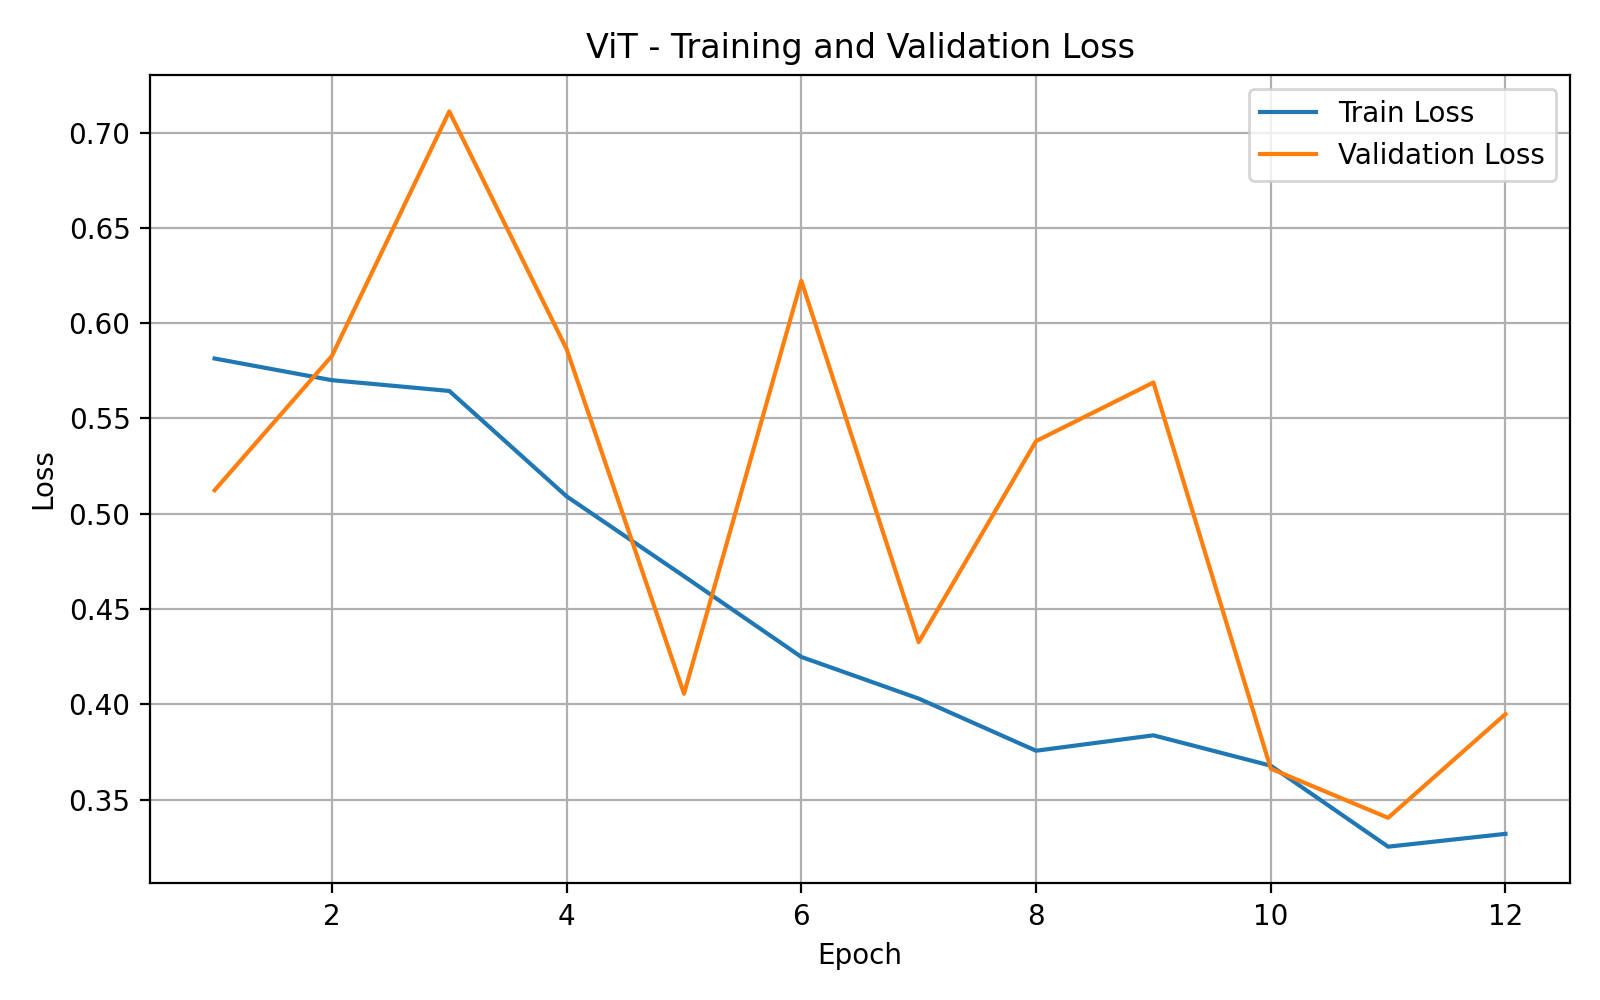 ViT - Training and Validation Loss
Train Loss
Validation Loss
0.70
0.65
0.60
0.55
0.50
0.45
0.40
0.35
Loss
2 4 6 8 10 12
Epoch